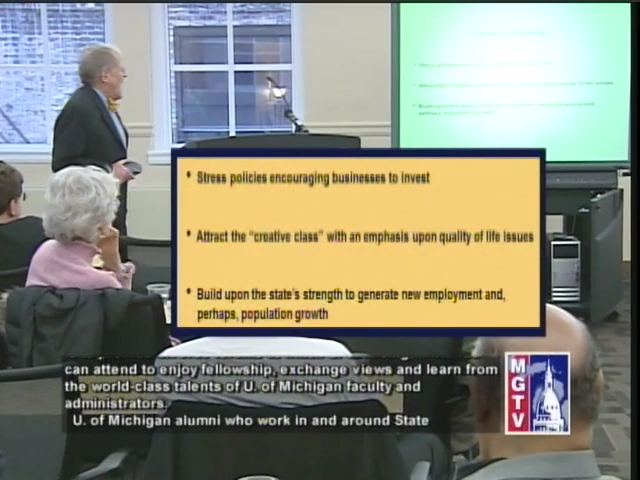 • Stress policies encouraging businesses to invest
• Attract the “creative class” with an emphasis upon quality of life issues
• Build upon the state's strength to generate new employment and,
perhaps, population growth
can attend to enjoy fellowship, exchange views and learn from
the world-class talents of U. of Michigan faculty and
administrators.
U. of Michigan alumni who work in and around State
MGTV